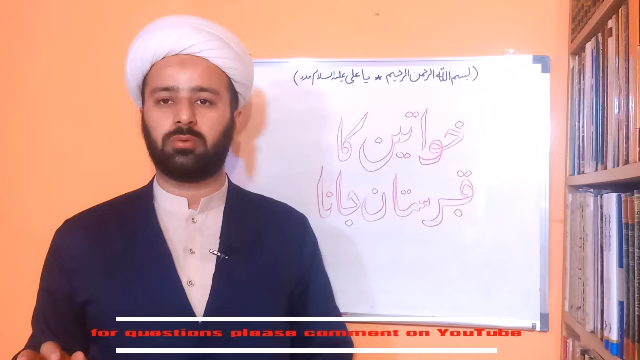 (بسم اللہ الرحمن الرحیم * یا علی علیہ السلام مدد)
خواتین کا
قبرستان جانا
for questions please comment on YouTube